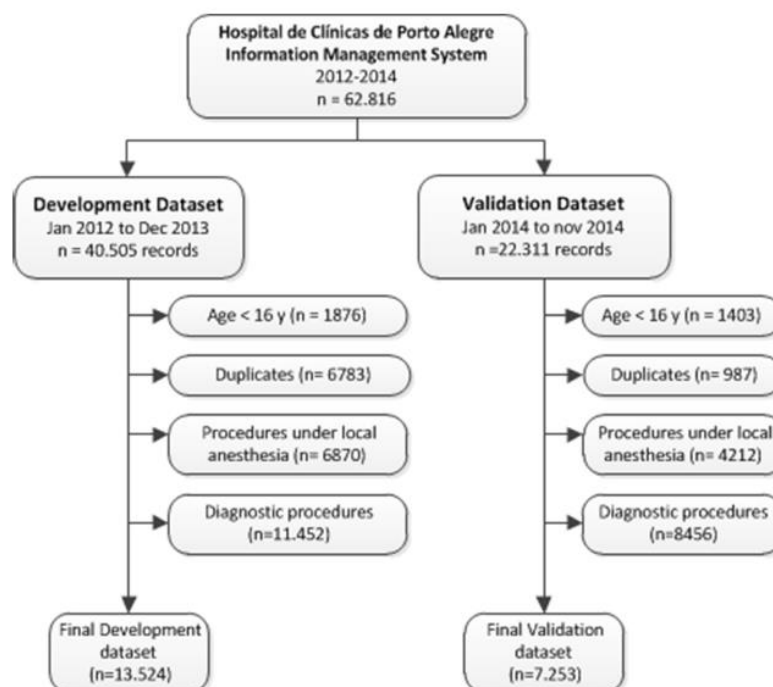 Hospital de Clínicas de Porto Alegre
Information Management System
2012-2014
n = 62.816
Development Dataset
Jan 2012 to Dec 2013
n = 40.505 records
Validation Dataset
Jan 2014 to nov 2014
n =22.311 records
Age < 16 y (n = 1876)
Duplicates (n= 6783)
Procedures under local
anesthesia (n= 6870)
Diagnostic procedures
(n=11.452)
Age < 16 y (n = 1403)
Duplicates (n= 987)
Procedures under local
anesthesia (n= 4212)
Diagnostic procedures
(n=8456)
Final Development
dataset
(n=13.524)
Final Validation
dataset
(n=7.253)